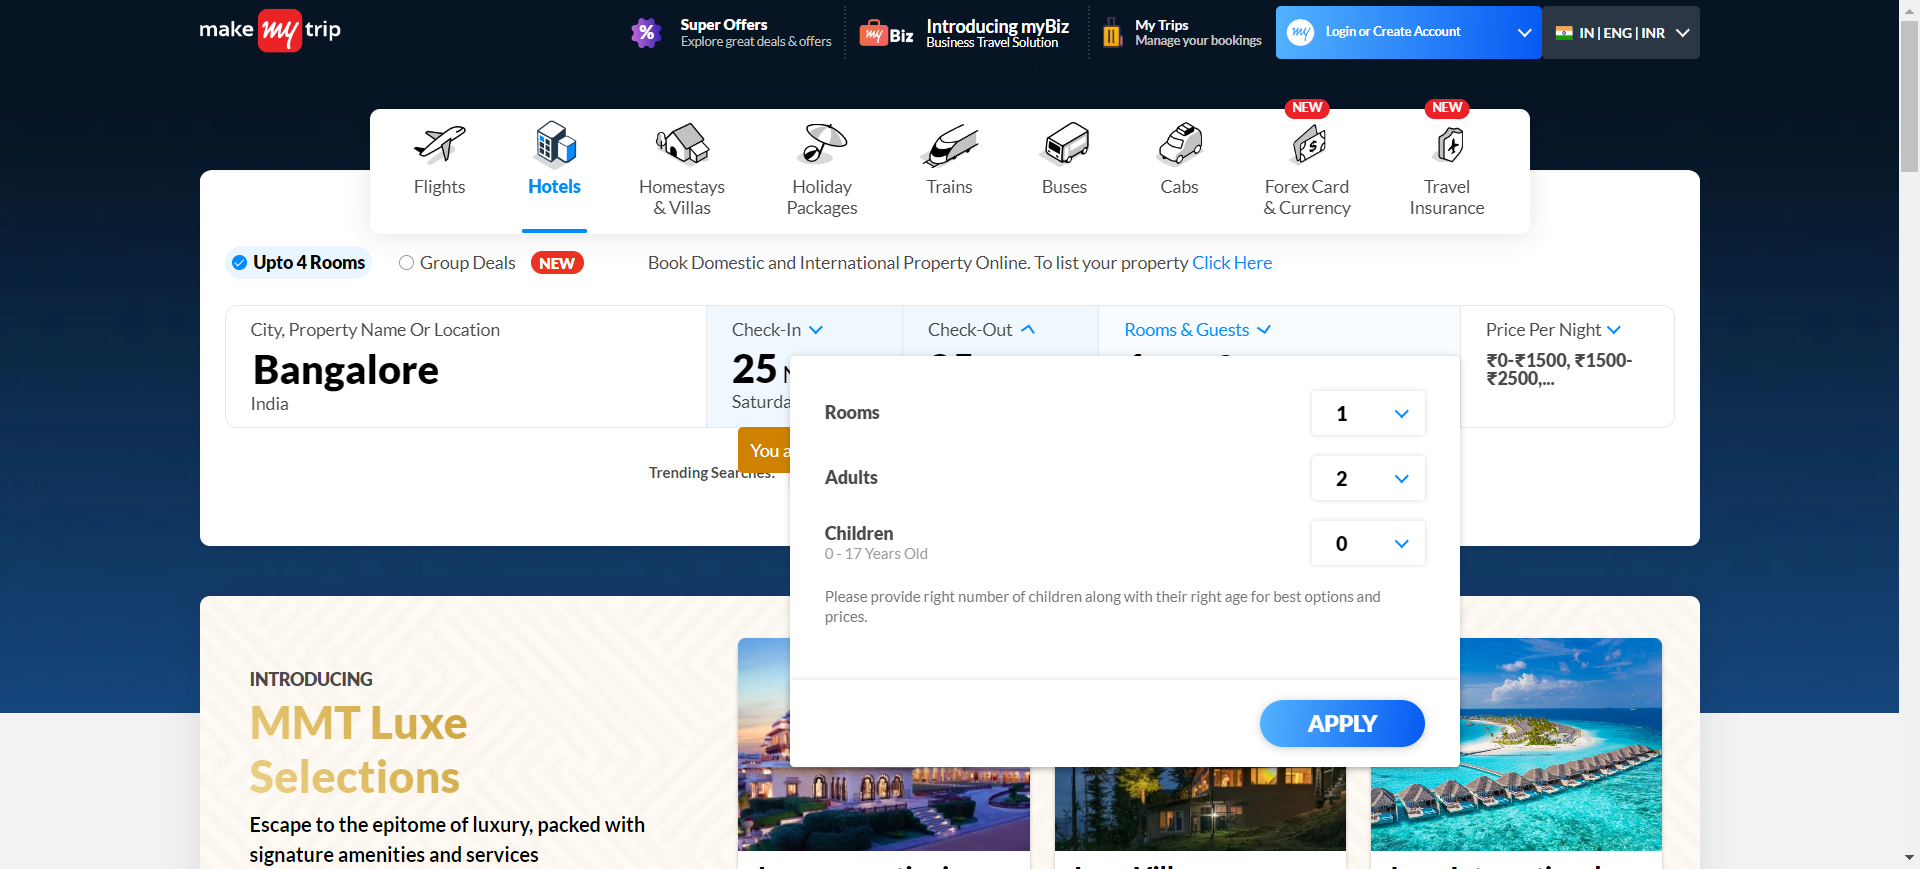 make my trip
%
Super Offers
Explore great deals & offers
my Biz
Introducing myBiz
Business Travel Solution
My Trips
Manage your bookings
my
Login or Create Account
IN | ENG | INR
NEW
NEW
Flights
Hotels
Homestays
& Villas
Holiday
Packages
Trains
Buses
Cabs
Forex Card
& Currency
Travel
Insurance
Upto 4 Rooms
Group Deals
NEW
Book Domestic and International Property Online. To list your property Click Here
City, Property Name Or Location
Bangalore
India
Check-In
25
Saturda
Check-Out
Rooms & Guests
Price Per Night
₹0-₹1500, ₹1500-
₹2500,...
You a
Trending Searches:
Rooms
1
Adults
2
Children
0
0 - 17 Years Old
Please provide right number of children along with their right age for best options and
prices.
APPLY
INTRODUCING
MMT Luxe
Selections
Escape to the epitome of luxury, packed with
signature amenities and services